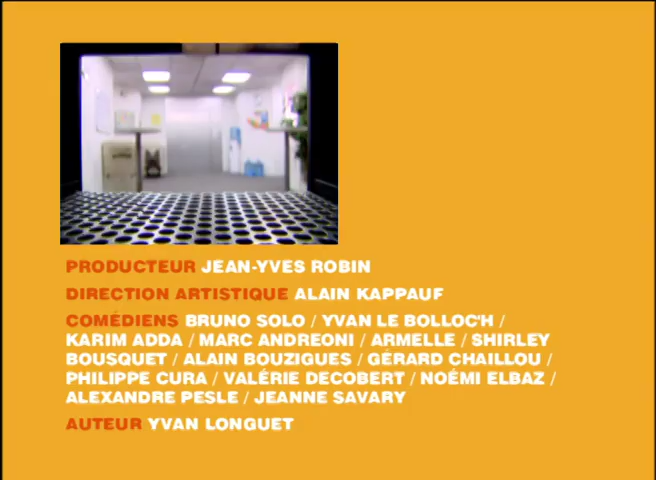 PRODUCTEUR JEAN-YVES ROBIN
DIRECTION ARTISTIQUE ALAIN KAPPAUF
COMÉDIENS BRUNO SOLO / YVAN LE BOLLOC'H /
KARIM ADDA / MARC ANDREONI / ARMELLE / SHIRLEY
BOUSQUET / ALAIN BOUZIGUES / GÉRARD CHAILLOU /
PHILIPPE CURA / VALÉRIE DECOBERT / NOÉMI ELBAZ /
ALEXANDRE PESLE / JEANNE SAVARY
AUTEUR YVAN LONGUET